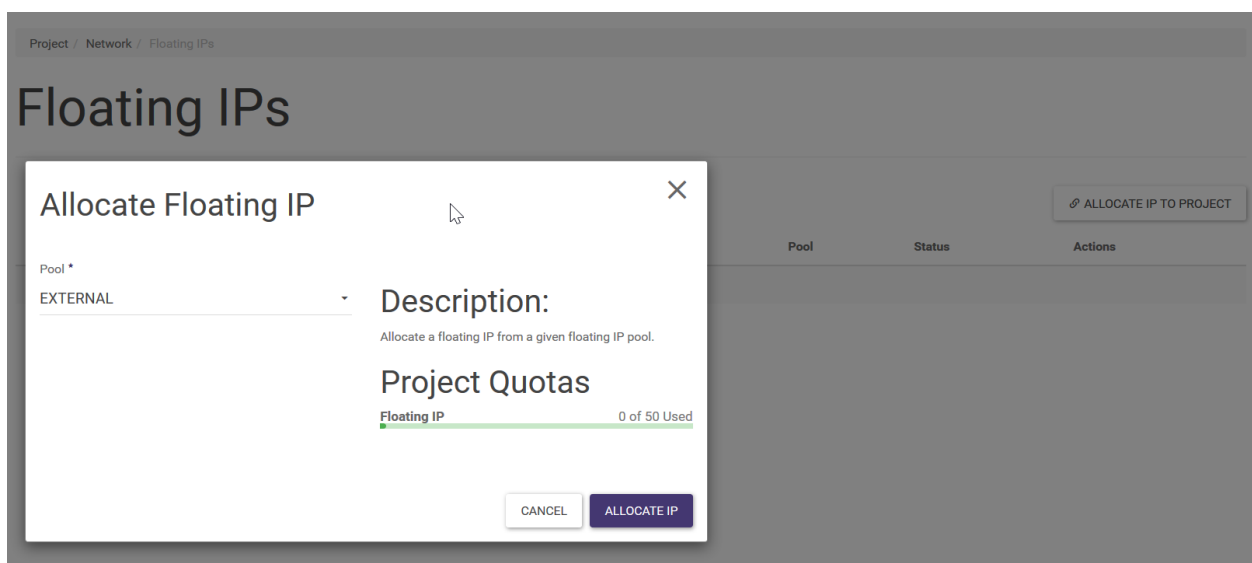 Project / Network / Floating IPs
Floating IPs
ALLOCATE IP TO PROJECT
Pool Status Actions
Allocate Floating IP
Pool *
EXTERNAL
Description:
Allocate a floating IP from a given floating IP pool.
Project Quotas
Floating IP 0 of 50 Used
CANCEL ALLOCATE IP